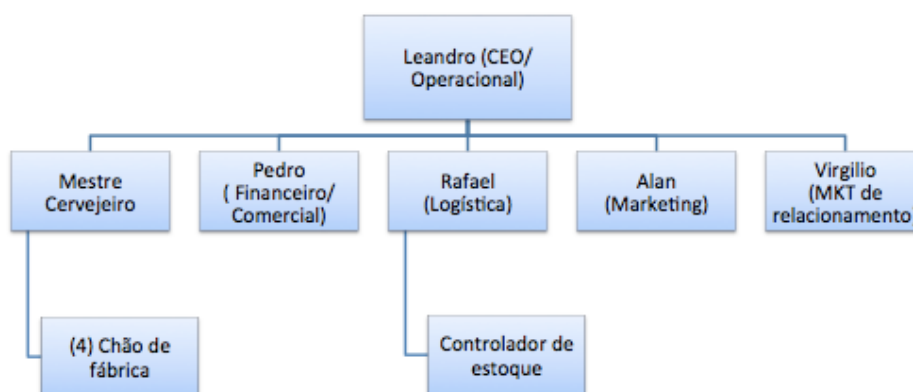 Leandro (CEO/
Operacional)
Mestre
Cervejeiro
Pedro
( Financeiro/
Comercial)
Rafael
(Logística)
Alan
(Marketing)
Virgilio
(MKT de
relacionamento
(4) Chão de
fábrica
Controlador de
estoque